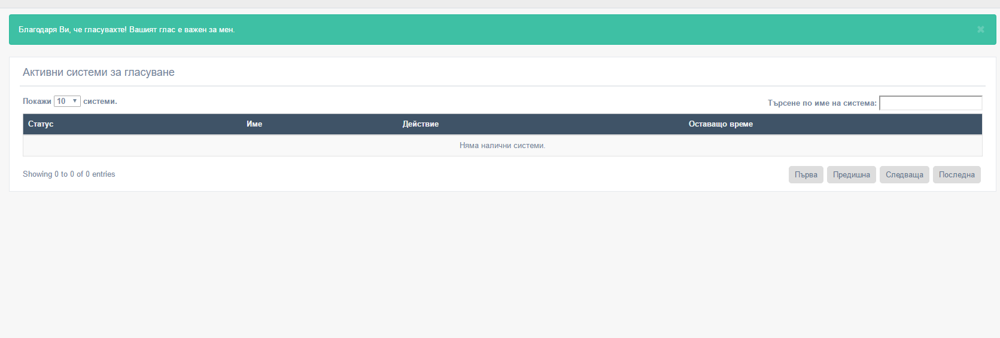 Благодаря Ви, че гласувахте! Вашият глас е важен за мен.
Активни системи за гласуване
Покажи 10 системи.
Търсене по име на система:
Статус Име Действие Оставащо време
Няма налични системи.
Showing 0 to 0 of 0 entries
Първа Предишна Следваща Последна